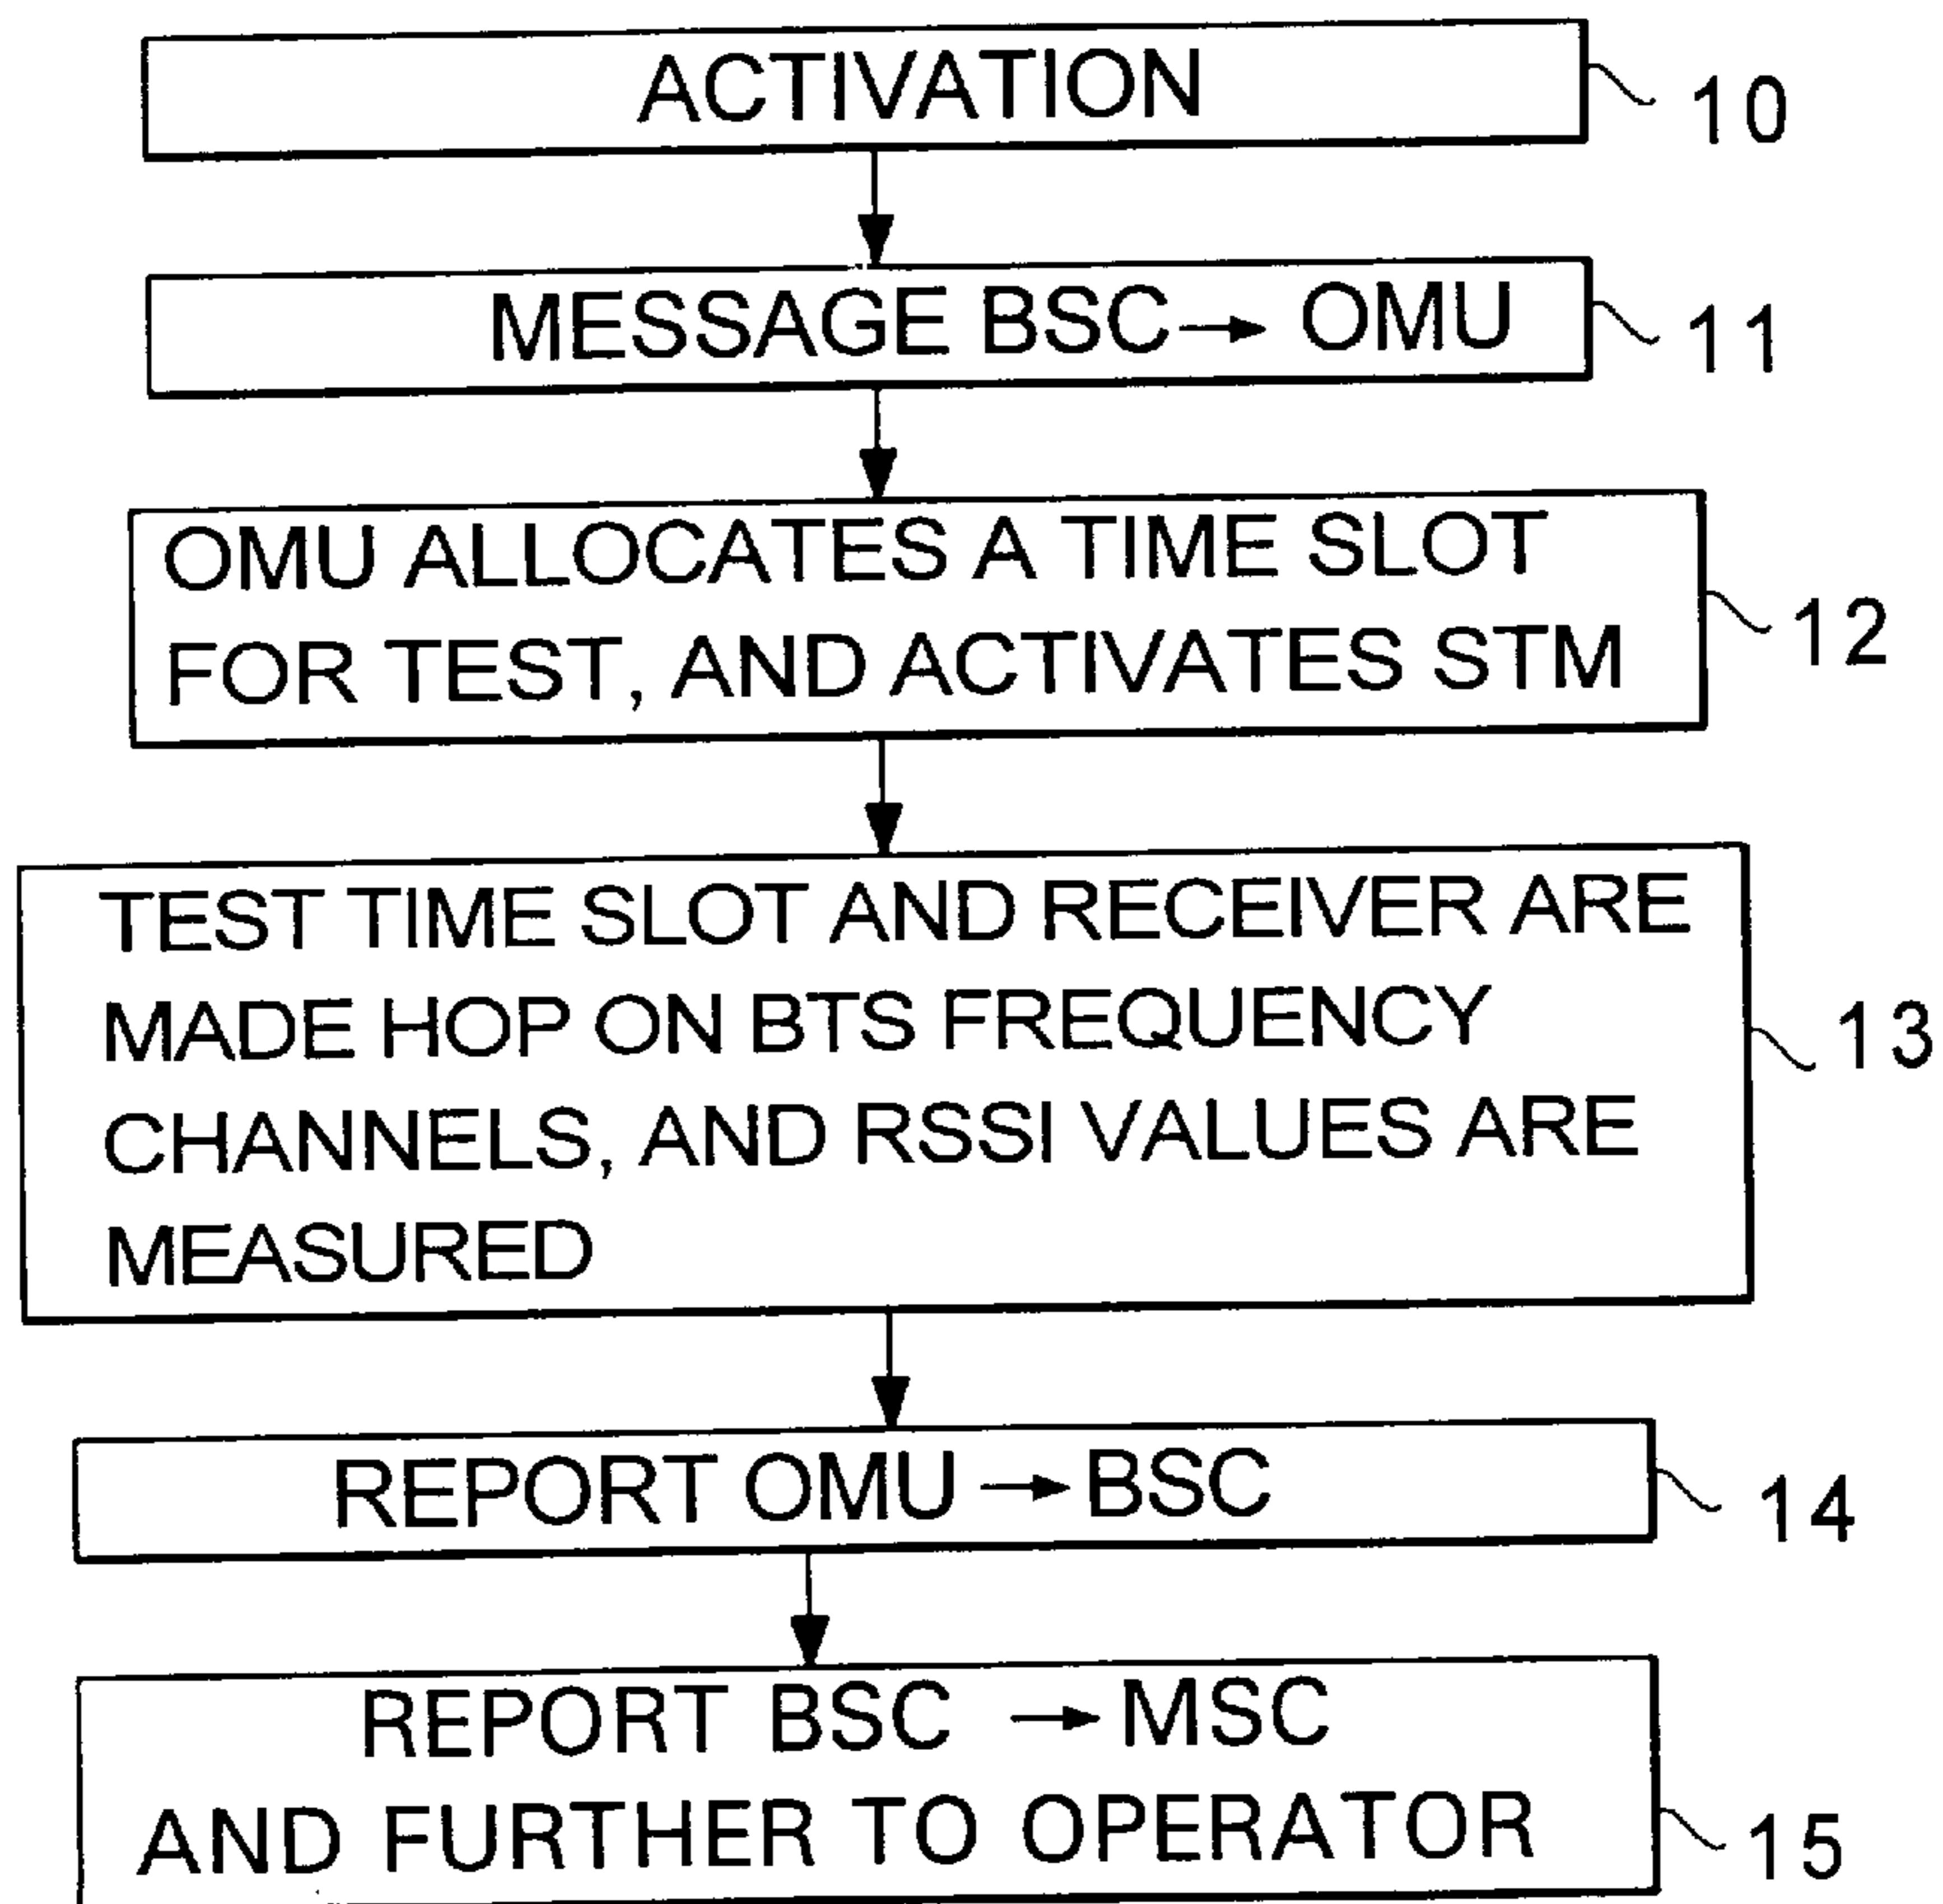 ACTIVATION
10
MESSAGE BSC → OMU
11
OMU ALLOCATES A TIME SLOT
FOR TEST, AND ACTIVATES STM
12
TEST TIME SLOT AND RECEIVER ARE
MADE HOP ON BTS FREQUENCY
CHANNELS, AND RSSI VALUES ARE
MEASURED
13
REPORT OMU → BSC
14
REPORT BSC → MSC
AND FURTHER TO OPERATOR
15